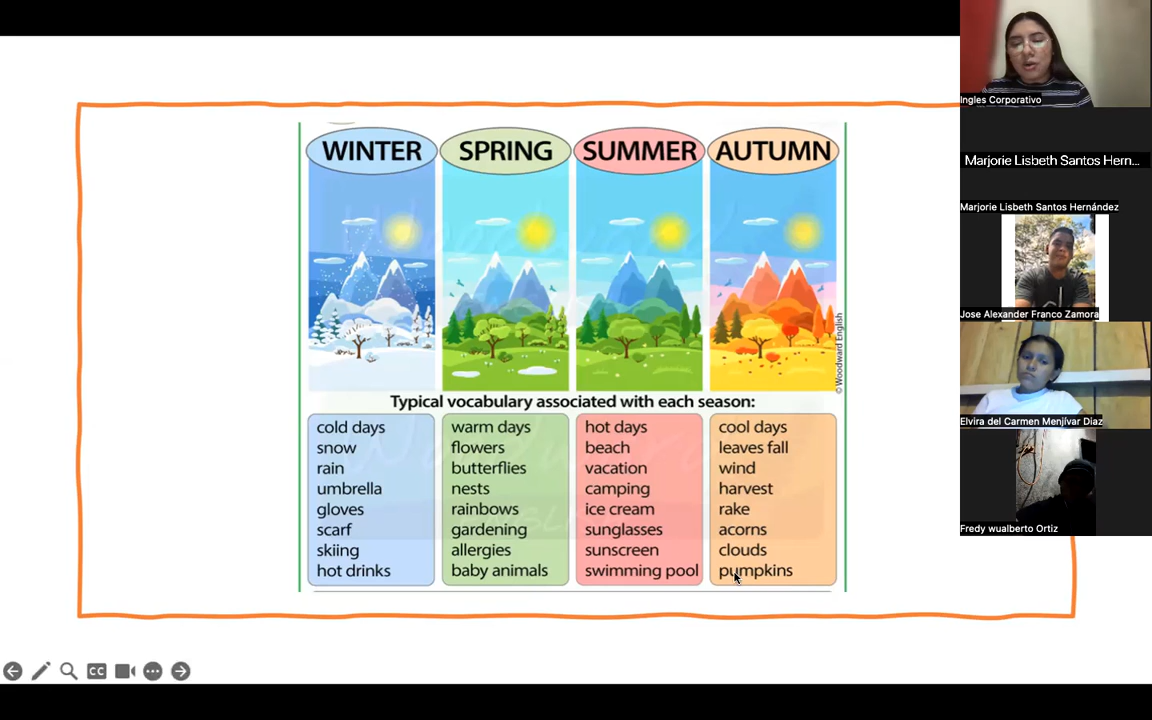 WINTER
SPRING
SUMMER
AUTUMN
© Woodward English
Typical vocabulary associated with each season:
cold days
snow
rain
umbrella
gloves
scarf
skiing
hot drinks
warm days
flowers
butterflies
nests
rainbows
gardening
allergies
baby animals
hot days
beach
vacation
camping
ice cream
sunglasses
sunscreen
swimming pool
cool days
leaves fall
wind
harvest
rake
acorns
clouds
pumpkins
Ingles Corporativo
Marjorie Lisbeth Santos Hern...
Marjorie Lisbeth Santos Hernández
Jose Alexander Franco Zamora
Elvira del Carmen Menjívar Diaz
Fredy wualberto Ortiz
CC